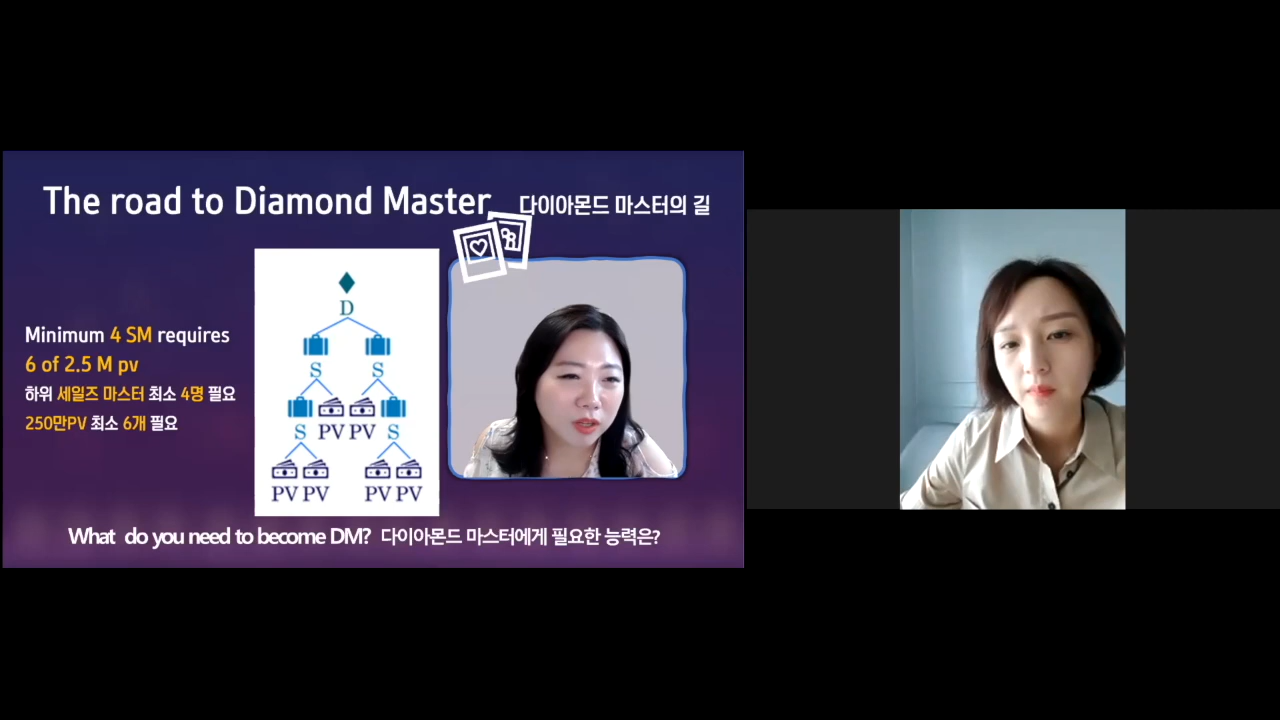 The road to Diamond Master 다이아몬드 마스터의 길
Minimum 4 SM requires
6 of 2.5 M pv
하위 세일즈 마스터 최소 4명 필요
250만PV 최소 6개 필요
D
S S
S PV PV S
PV PV PV PV
What do you need to become DM? 다이아몬드 마스터에게 필요한 능력은?